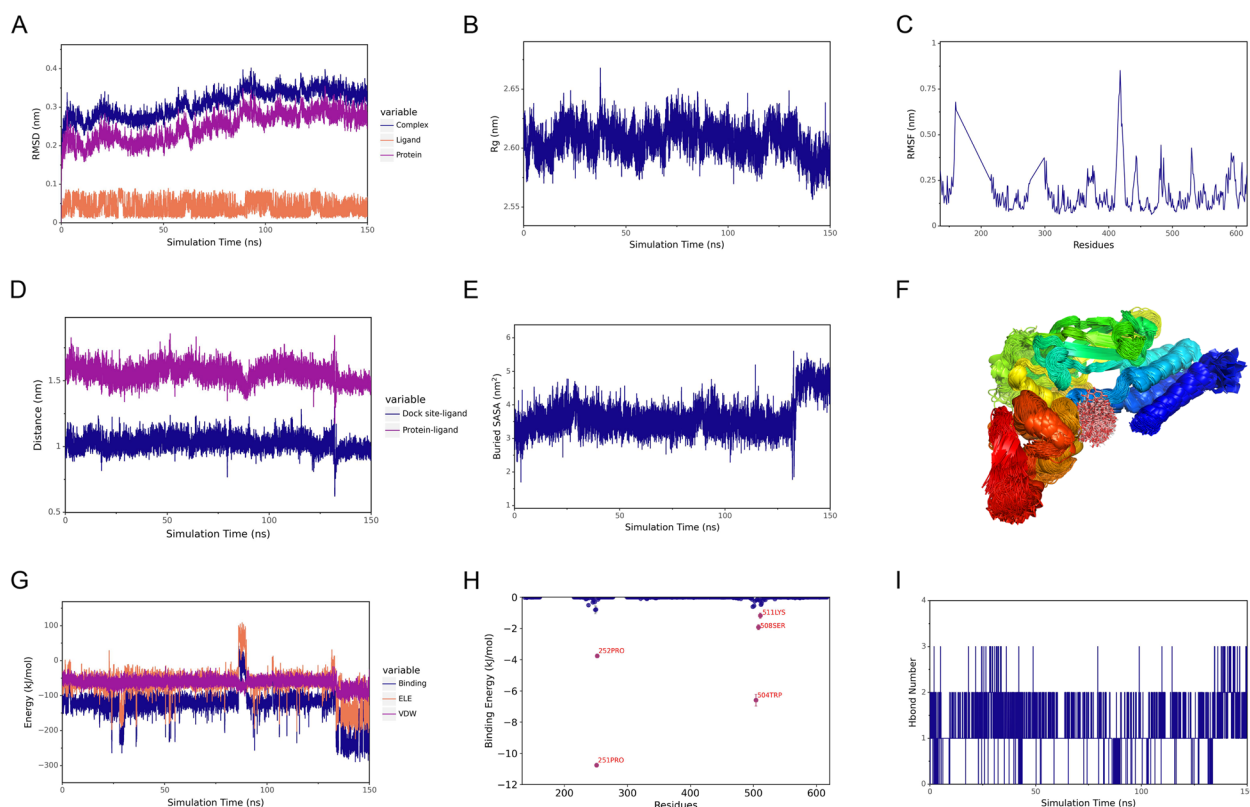 A
0.4
0.3
0.2
0.1
0
RMSD (nm)
0
50
100
150
Simulation Time (ns)
variable
Complex
Ligand
Protein
B
2.65
2.60
2.55
Rg (nm)
0
50
100
150
Simulation Time (ns)
C
1
0.75
0.50
0.25
0
RMSF (nm)
200
300
400
500
600
Residues
D
1.5
1
0.5
Distance (nm)
0
50
100
150
Simulation Time (ns)
variable
Dock site-ligand
Protein-ligand
E
6
5
4
3
2
1
Buried SASA (nm²)
0
50
100
150
Simulation Time (ns)
F
G
100
0
−100
−200
−300
Energy (kJ/mol)
0
50
100
150
Simulation Time (ns)
variable
Binding
ELE
VDW
H
0
−2
−4
−6
−8
−10
−12
Binding Energy (kJ/mol)
511LYS
508SER
252PRO
504TRP
251PRO
200
300
400
500
600
Residues
I
4
3
2
1
0
Hbond Number
0
50
100
150
Simulation Time (ns)